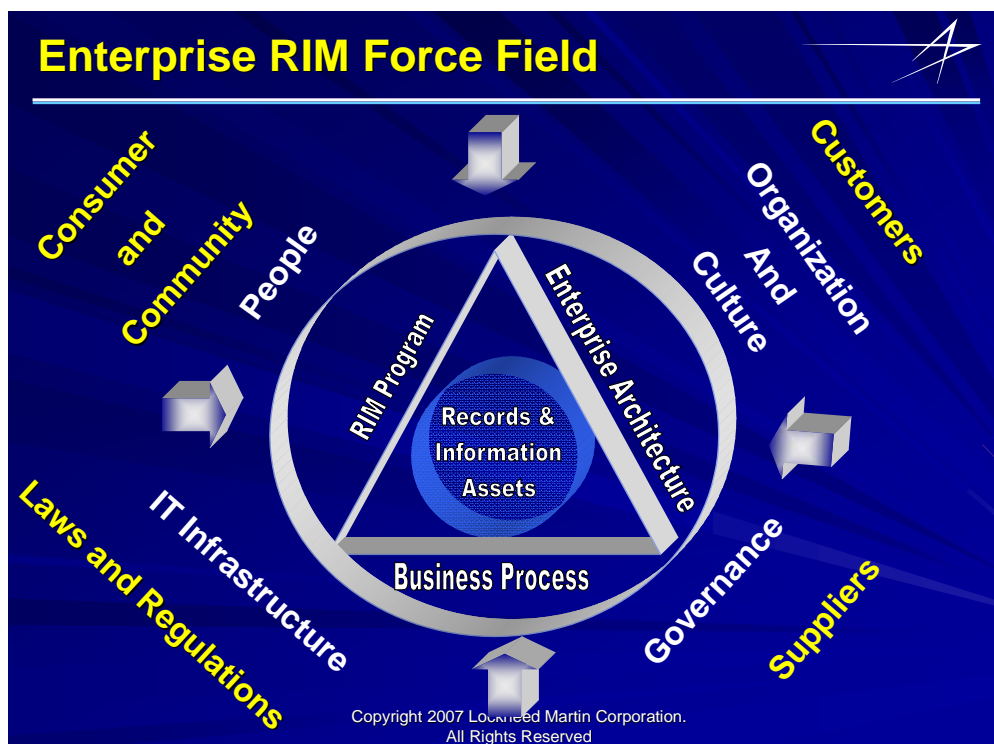 Enterprise RIM Force Field
Consumer
and
Community
People
Customers
Organization
And
Culture
RIM Program
Enterprise Architecture
Records &
Information
Assets
Business Process
Laws and Regulations
IT Infrastructure
Governance
Suppliers
Copyright 2007 Lockheed Martin Corporation.
All Rights Reserved